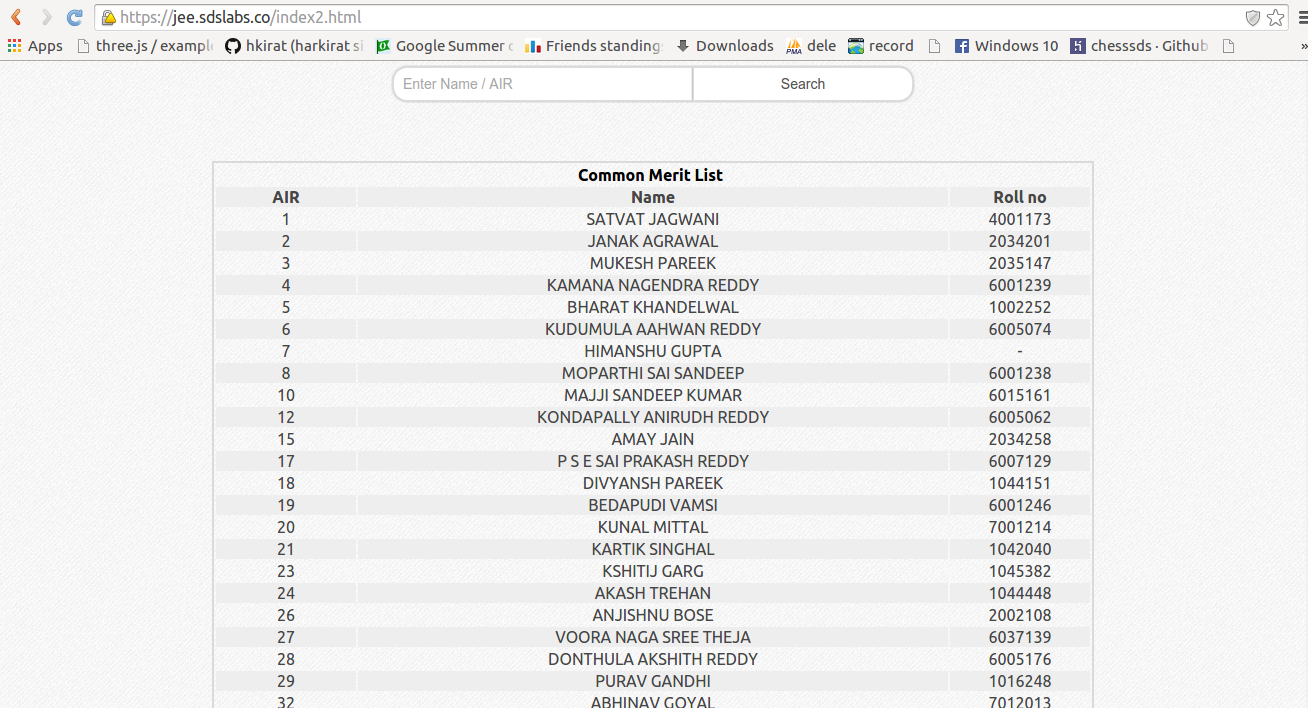 https://jee.sdslabs.co/index2.html
Apps three.js / exampl hkirat (harkirat si Google Summer Friends standing Downloads dele record Windows 10 chesssds · Github »
Enter Name / AIR Search
Common Merit List
AIR Name Roll no
1 SATVAT JAGWANI 4001173
2 JANAK AGRAWAL 2034201
3 MUKESH PAREEK 2035147
4 KAMANA NAGENDRA REDDY 6001239
5 BHARAT KHANDELWAL 1002252
6 KUDUMULA AAHWAN REDDY 6005074
7 HIMANSHU GUPTA -
8 MOPARTHI SAI SANDEEP 6001238
10 MAJJI SANDEEP KUMAR 6015161
12 KONDAPALLY ANIRUDH REDDY 6005062
15 AMAY JAIN 2034258
17 P S E SAI PRAKASH REDDY 6007129
18 DIVYANSH PAREEK 1044151
19 BEDAPUDI VAMSI 6001246
20 KUNAL MITTAL 7001214
21 KARTIK SINGHAL 1042040
23 KSHITIJ GARG 1045382
24 AKASH TREHAN 1044448
26 ANJISHNU BOSE 2002108
27 VOORA NAGA SREE THEJA 6037139
28 DONTHULA AKSHITH REDDY 6005176
29 PURAV GANDHI 1016248
32 ABHINAV GOYAL 7012013